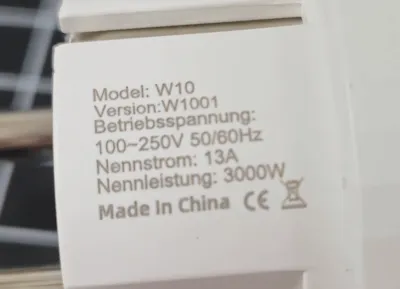 Model: W10
Version:W1001
Betriebsspannung:
100~250V 50/60Hz
Nennstrom: 13A
Nennleistung: 3000W
Made In China CE